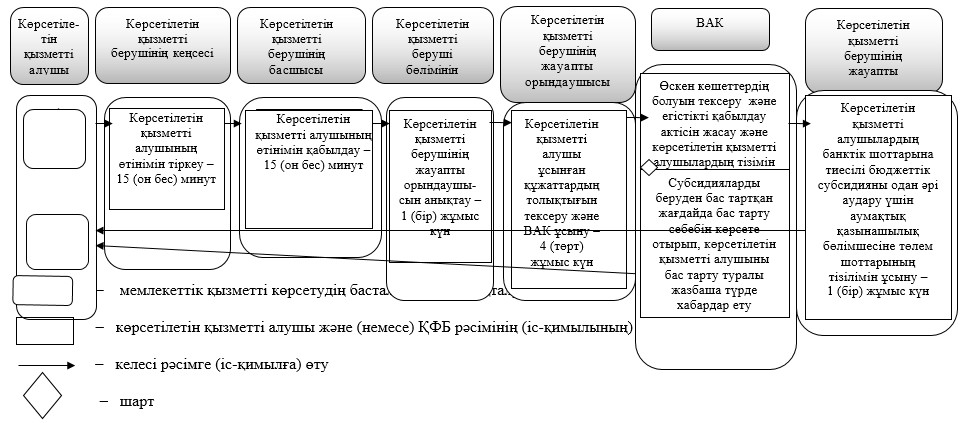 Көрсетіле-
тін
қызметті
алушы
Көрсетілетін
қызметті
берушінің кеңсесі
Көрсетілетін
қызметті
берушінің
басшысы
Көрсетілетін
қызметті
беруші
бөлімінін
Көрсетілетін
қызметті
берушінің
жауапты
орындаушысы
ВАК
Көрсетілетін
қызметті
берушінің
жауапты
Көрсетілетін
қызметті
алушының
өтінімін тіркеу –
15 (он бес) минут
Көрсетілетін
қызметті алушының
өтінімін қабылдау –
15 (он бес) минут
Көрсетілетін
қызметті
берушінің
жауапты
орындаушы-
сын анықтау –
1 (бір) жұмыс
күн
Көрсетілетін
қызметті
алушы
ұсынған
құжаттардың
толықтығын
тексеру және
ВАК ұсыну –
4 (төрт)
жұмыс күн
Өскен көшеттердің
болуын тексеру және
егістікті қабылдау
актісін жасау және
көрсетілетін қызметті
алушылардың тізімін
Субсидияларды
беруден бас тартқан
жағдайда бас тарту
себебін көрсете
отырып, көрсетілетін
қызметті алушыны
бас тарту туралы
жазбаша түрде
хабардар ету
Көрсетілетін
қызметті
алушылардың
банктік шоттарына
тиесілі бюджеттік
субсидияны одан әрі
аудару үшін
аумақтық
қазынашылық
бөлімшесіне төлем
шоттарының
тізілімін ұсыну –
1 (бір) жұмыс күн
– мемлекеттік қызметті көрсетудің
– көрсетілетін қызметті алушы және (немесе) ҚФБ рәсімінің (іс-қимылының)
– келесі рәсімге (іс-қимылға) өту
– шарт